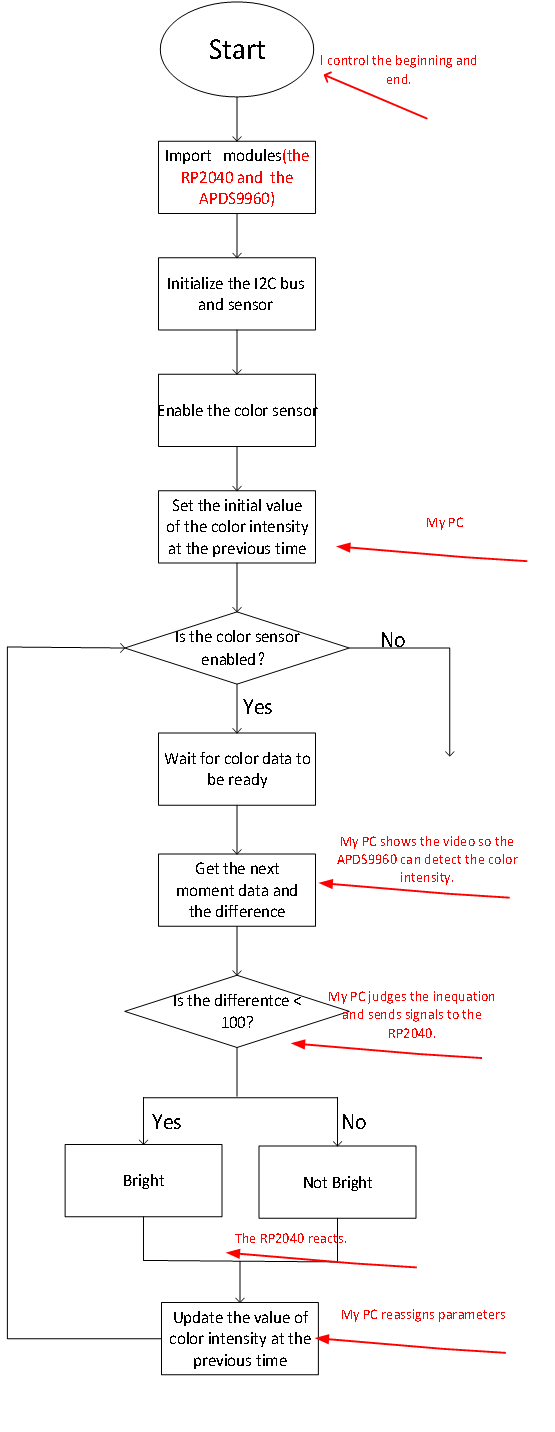 Start
I control the beginning and
end.
Import modules(the
RP2040 and the
APDS9960)
Initialize the I2C bus
and sensor
Enable the color sensor
Set the initial value
of the color intensity
at the previous time
My PC
Is the color sensor
enabled?
No
Yes
Wait for color data to
be ready
My PC shows the video so the
APDS9960 can detect the color
intensity.
Get the next
moment data and
the difference
Is the differentce <
100?
My PC judges the inequation
and sends signals to the
RP2040.
Yes
No
Bright
Not Bright
The RP2040 reacts.
Update the value of
color intensity at the
previous time
My PC reassigns parameters